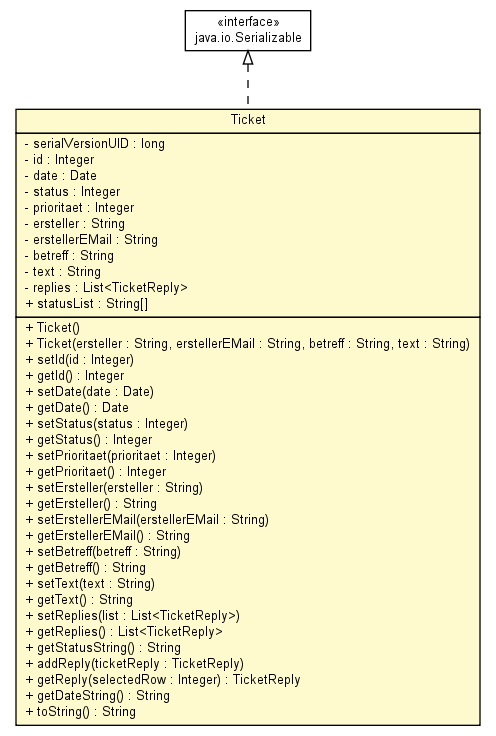 «interface»
java.io.Serializable
Ticket
- serialVersionUID : long
- id : Integer
- date : Date
- status : Integer
- prioritaet : Integer
- ersteller : String
- erstellerEMail : String
- betreff : String
- text : String
- replies : List<TicketReply>
+ statusList : String[]
+ Ticket()
+ Ticket(ersteller : String, erstellerEMail : String, betreff : String, text : String)
+ setId(id : Integer)
+ getId() : Integer
+ setDate(date : Date)
+ getDate() : Date
+ setStatus(status : Integer)
+ getStatus() : Integer
+ setPrioritaet(prioritaet : Integer)
+ getPrioritaet() : Integer
+ setErsteller(ersteller : String)
+ getErsteller() : String
+ setErstellerEMail(erstellerEMail : String)
+ getErstellerEMail() : String
+ setBetreff(betreff : String)
+ getBetreff() : String
+ setText(text : String)
+ getText() : String
+ setReplies(list : List<TicketReply>)
+ getReplies() : List<TicketReply>
+ getStatusString() : String
+ addReply(ticketReply : TicketReply)
+ getReply(selectedRow : Integer) : TicketReply
+ getDateString() : String
+ toString() : String